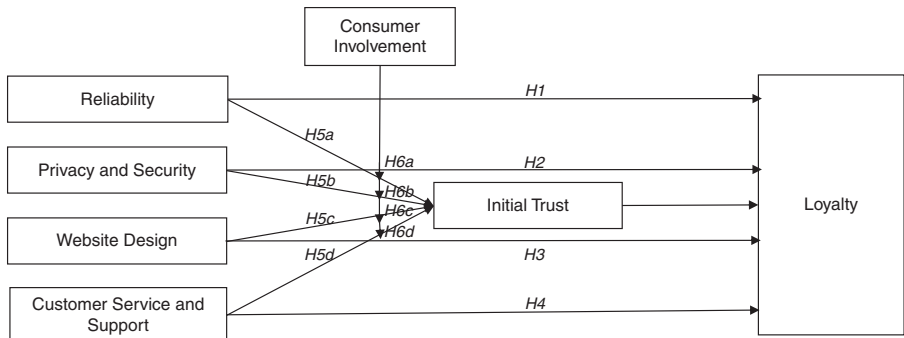 Consumer
Involvement
Reliability
H1
H5a
Privacy and Security
H6a
H2
H5b
H6b
Initial Trust
Loyalty
H5c
H6c
Website Design
H6d
H5d
H3
Customer Service and
Support
H4